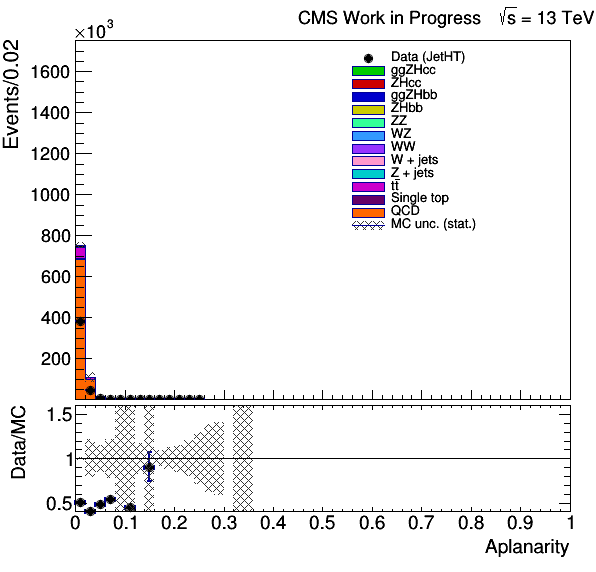 CMS Work in Progress √s = 13 TeV
×10³
Events/0.02
1600
1400
1200
1000
800
600
400
200
Data (JetHT)
ggZHcc
ZHcc
ggZHbb
ZHbb
ZZ
WZ
WW
W + jets
Z + jets
tt̄
Single top
QCD
MC unc. (stat.)
Data/MC
1.5
1
0.5
0 0.1 0.2 0.3 0.4 0.5 0.6 0.7 0.8 0.9 1
Aplanarity